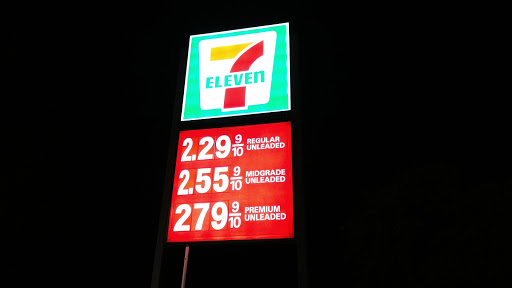 7
ELEVEN
2.29 9/10 REGULAR UNLEADED
2.55 9/10 MIDGRADE UNLEADED
279 9/10 PREMIUM UNLEADED